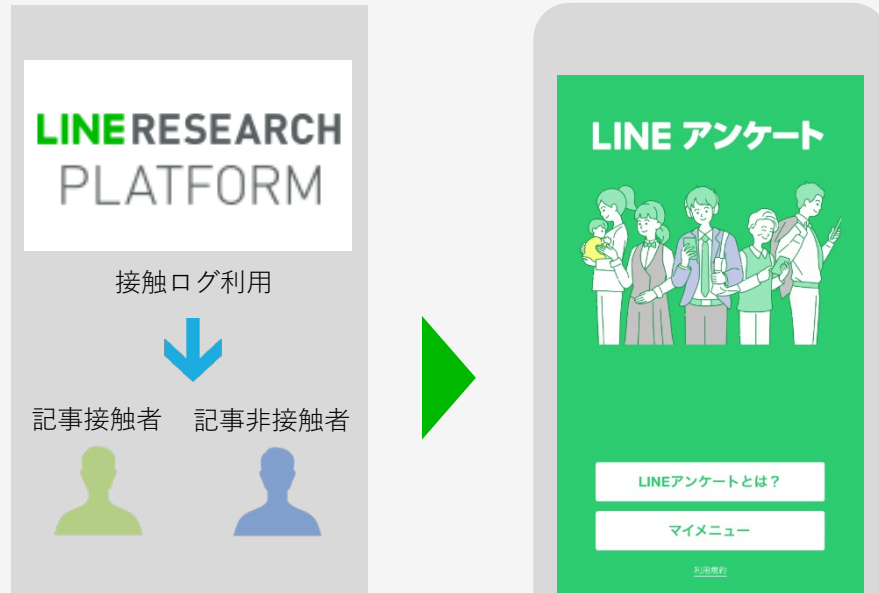 LINE RESEARCH
PLATFORM
接触ログ利用
記事接触者
記事非接触者
LINE アンケート
LINEアンケートとは？
マイメニュー
利用規約